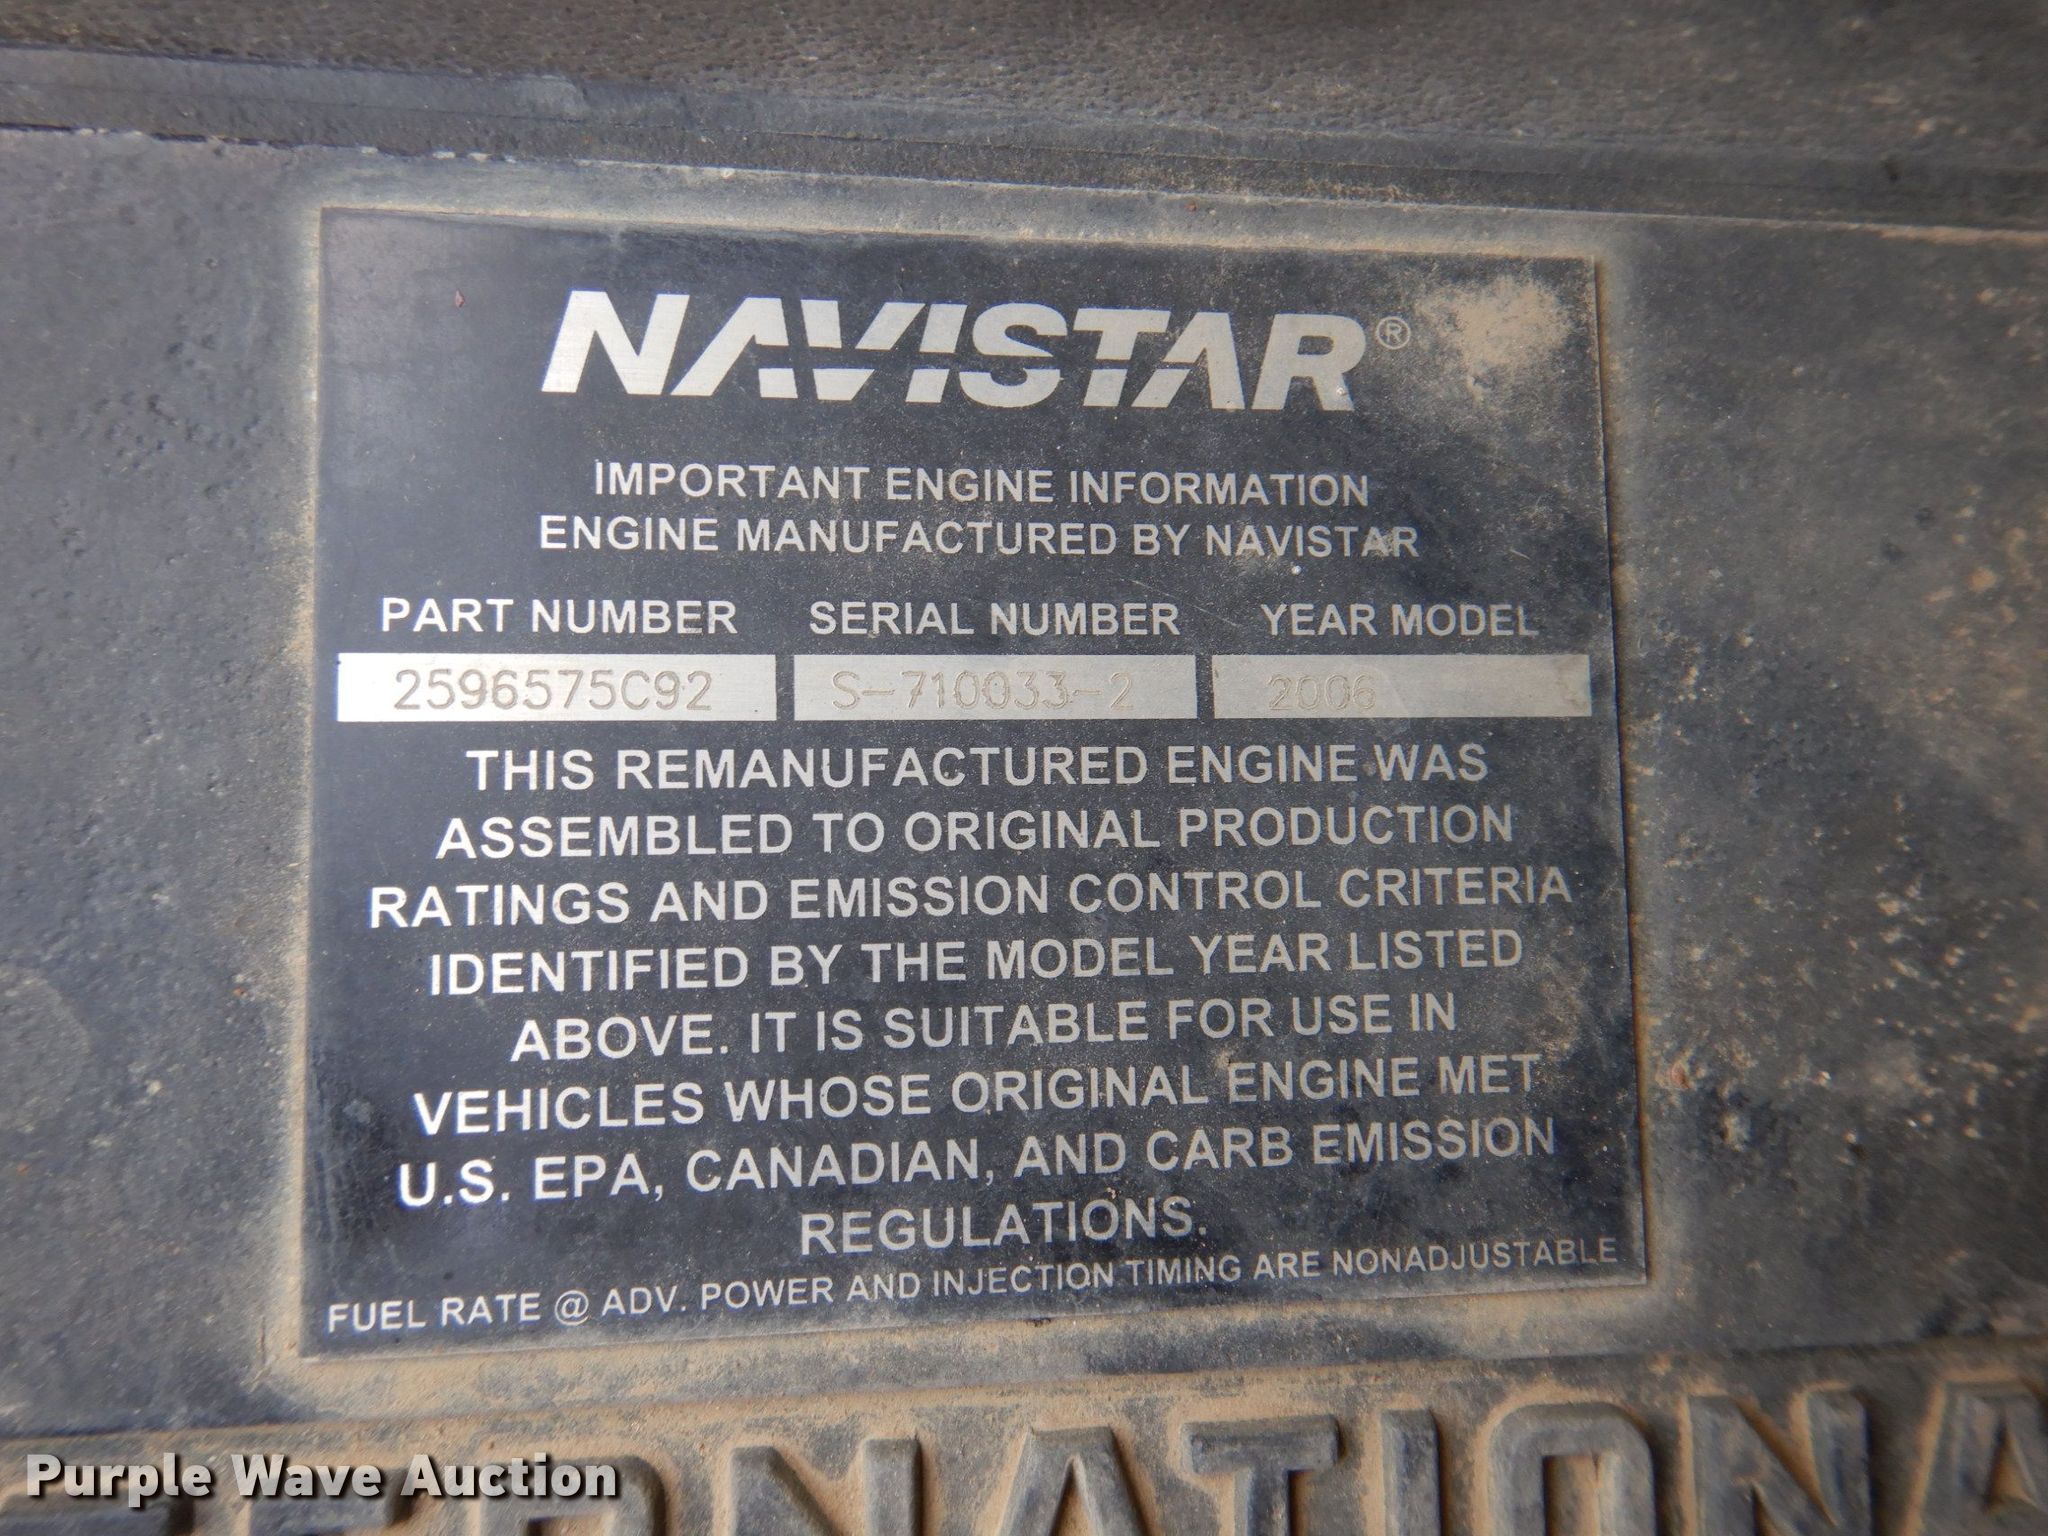 NAVISTAR®
IMPORTANT ENGINE INFORMATION
ENGINE MANUFACTURED BY NAVISTAR
PART NUMBER SERIAL NUMBER YEAR MODEL
2596575C92 S-710033-2 2006
THIS REMANUFACTURED ENGINE WAS
ASSEMBLED TO ORIGINAL PRODUCTION
RATINGS AND EMISSION CONTROL CRITERIA
IDENTIFIED BY THE MODEL YEAR LISTED
ABOVE. IT IS SUITABLE FOR USE IN
VEHICLES WHOSE ORIGINAL ENGINE MET
U.S. EPA, CANADIAN, AND CARB EMISSION
REGULATIONS.
FUEL RATE @ ADV. POWER AND INJECTION TIMING ARE NONADJUSTABLE
Purple Wave Auction